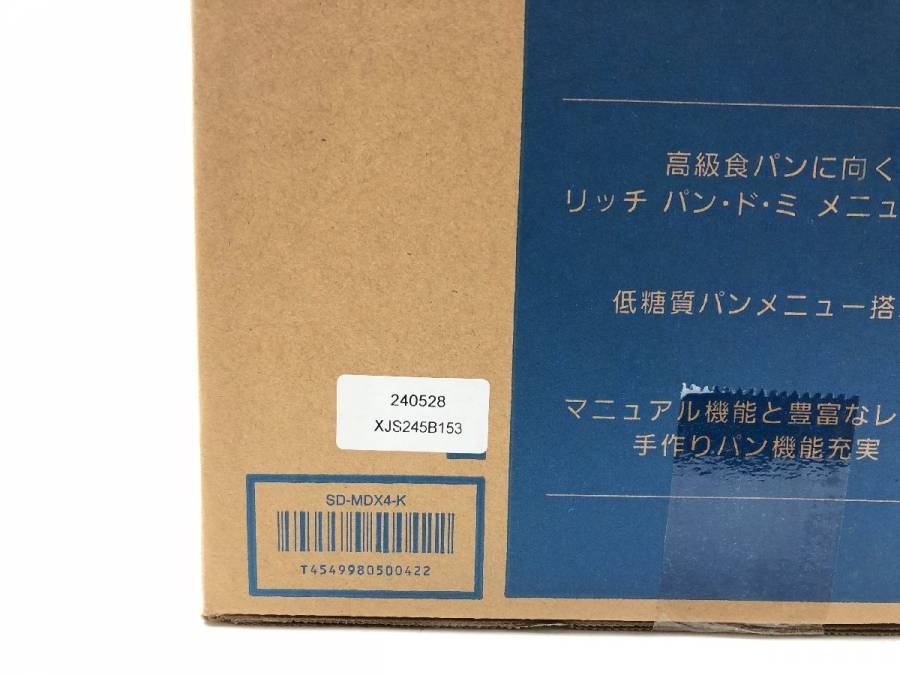 高級食パンに向く
リッチ パン・ド・ミ メニュ
低糖質パンメニュー搭
マニュアル機能と豊富なレ
手作りパン機能充実
240528
XJS245B153
SD-MDX4-K
T4549980500422